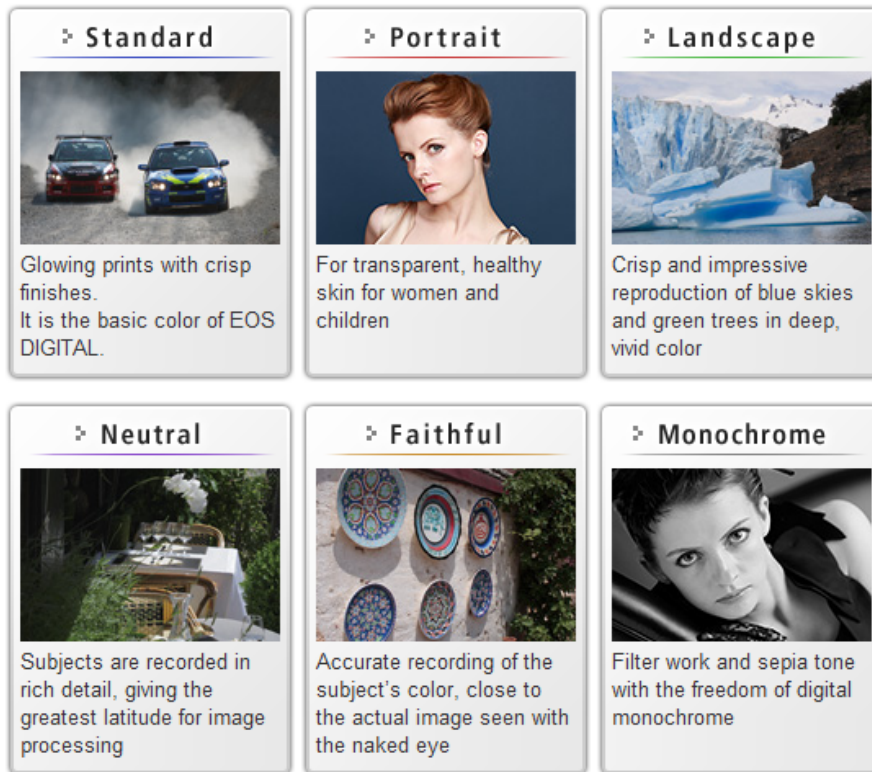 Standard
Glowing prints with crisp
finishes.
It is the basic color of EOS
DIGITAL.
Portrait
For transparent, healthy
skin for women and
children
Landscape
Crisp and impressive
reproduction of blue skies
and green trees in deep,
vivid color
Neutral
Subjects are recorded in
rich detail, giving the
greatest latitude for image
processing
Faithful
Accurate recording of the
subject's color, close to
the actual image seen with
the naked eye
Monochrome
Filter work and sepia tone
with the freedom of digital
monochrome